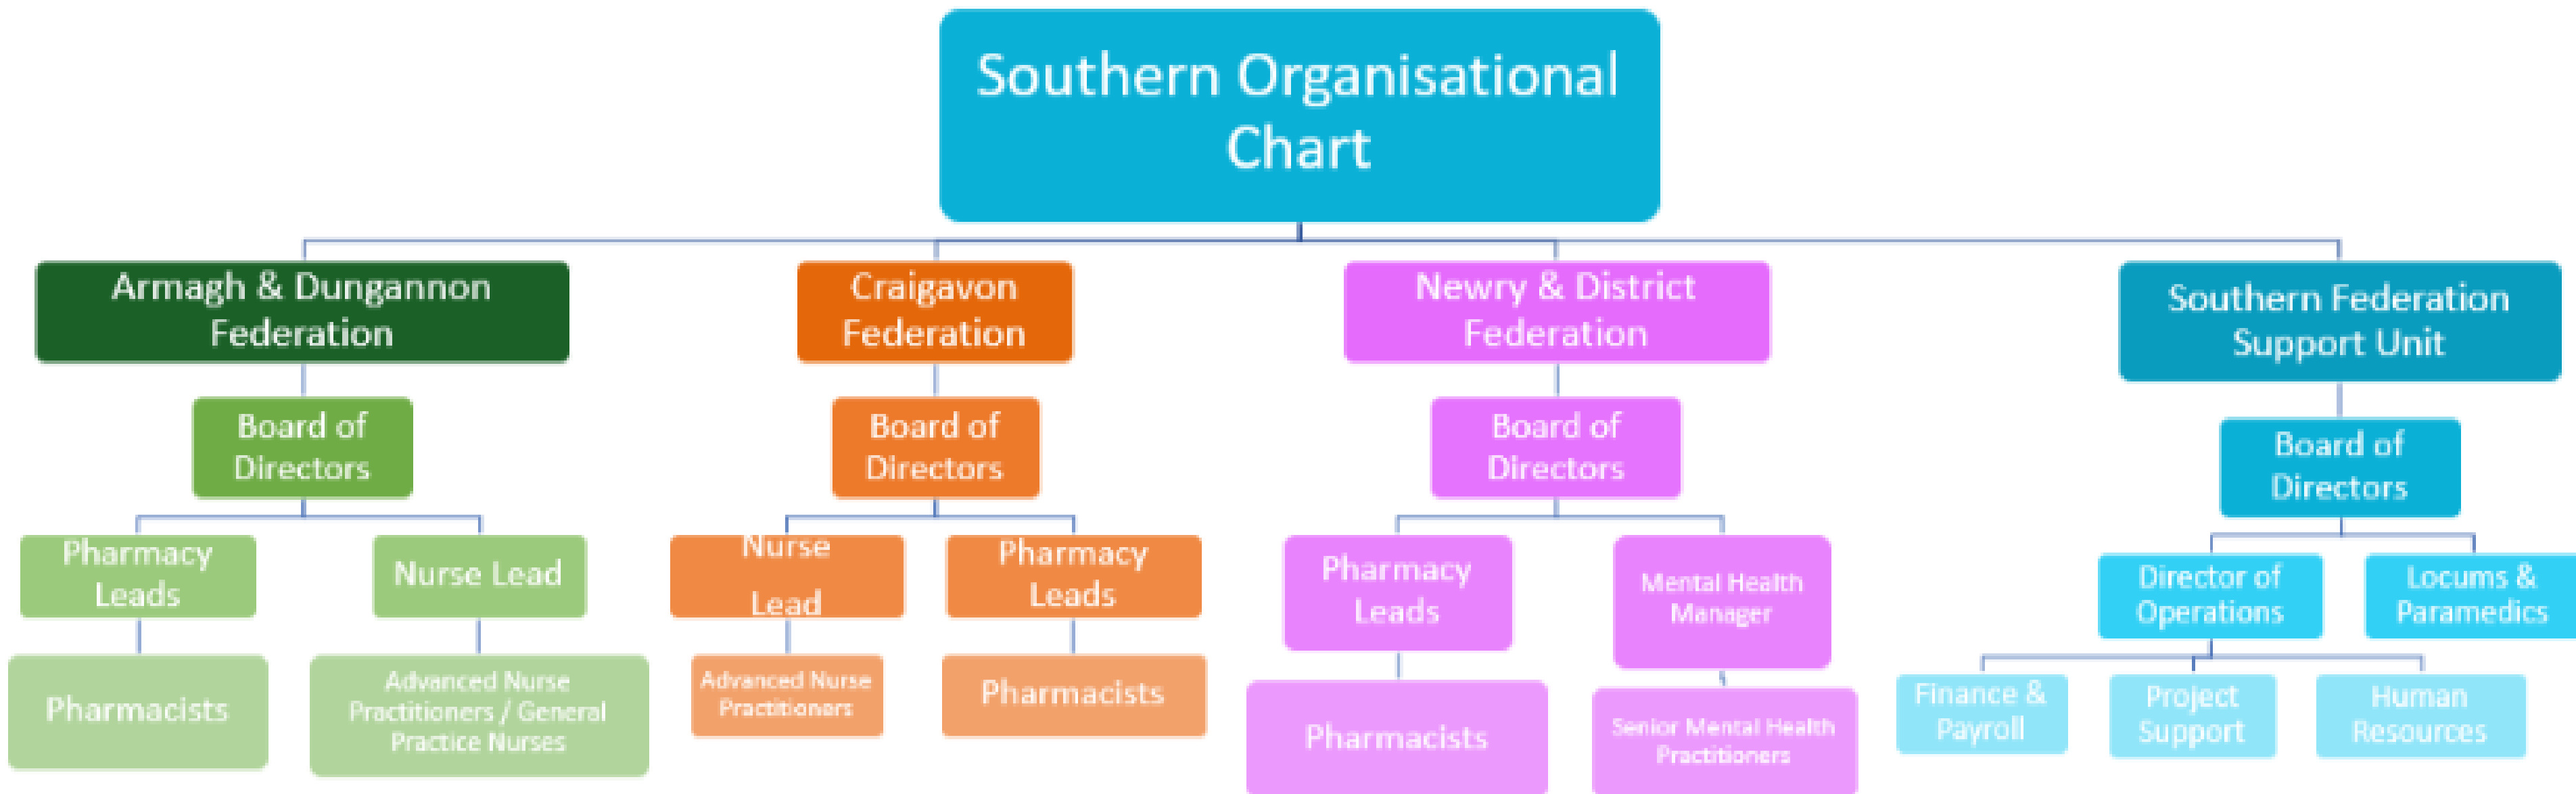 Southern Organisational
Chart
Armagh & Dungannon
Federation
Craigavon
Federation
Newry & District
Federation
Southern Federation
Support Unit
Board of
Directors
Board of
Directors
Board of
Directors
Board of
Directors
Pharmacy
Leads
Nurse Lead
Nurse
Lead
Pharmacy
Leads
Pharmacy
Leads
Mental Health
Manager
Director of
Operations
Locums &
Paramedics
Pharmacists
Advanced Nurse
Practitioners / General
Practice Nurses
Advanced Nurse
Practitioners
Pharmacists
Pharmacists
Senior Mental Health
Practitioners
Finance &
Payroll
Project
Support
Human
Resources